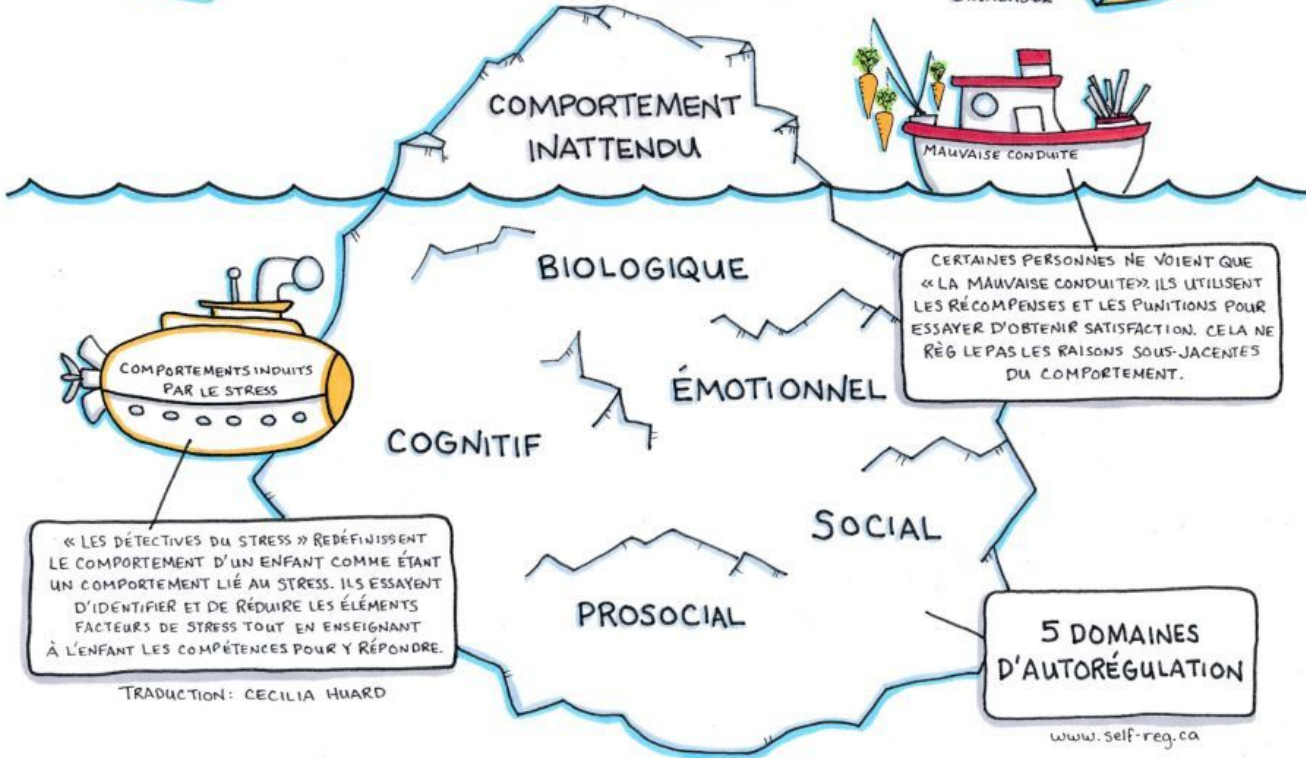 COMPORTEMENT
INATTENDU
MAUVAISE CONDUITE
BIOLOGIQUE
CERTAINES PERSONNES NE VOIENT QUE
« LA MAUVAISE CONDUITE». ILS UTILISENT
LES RÉCOMPENSES ET LES PUNITIONS POUR
ESSAYER D'OBTENIR SATISFACTION. CELA NE
RÈG LEPAS LES RAISONS SOUS-JACENTES
DU COMPORTEMENT.
COMPORTEMENTS INDUITS
PAR LE STRESS
ÉMOTIONNEL
COGNITIF
SOCIAL
« LES DÉTECTIVES DU STRESS » REDÉFINISSENT
LE COMPORTEMENT D'UN ENFANT COMME ÉTANT
UN COMPORTEMENT LIÉ AU STRESS. ILS ESSAYENT
D'IDENTIFIER ET DE RÉDUIRE LES ÉLÉMENTS
FACTEURS DE STRESS TOUT EN ENSEIGNANT
À L'ENFANT LES COMPÉTENCES POUR Y RÉPONDRE.
PROSOCIAL
5 DOMAINES
D'AUTORÉGULATION
TRADUCTION: CECILIA HUARD
www.self-reg.ca